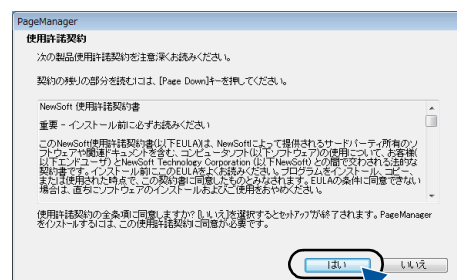 PageManager
使用許諾契約
次の製品使用許諾契約を注意深くお読みください。
契約の残りの部分を読むには、[Page Down]キーを押してください。
NewSoft 使用許諾契約書
重要 - インストール前に必ずお読みください
このNewSoft使用許諾契約書(以下EULA)は、NewSoftによって提供されるサードパーティ所有のソ
フトウェアや関連ドキュメントを含む、コンピュータソフト(以下ソフトウェア)の使用について、お客様(
以下エンドユーザ)とNewSoft Technology Corporation (以下NewSoft) との間で交わされる法的な
契約書です。インストール前にこのEULAをよくお読みください。プログラムをインストール、コピー、
または使用された時点で、この契約書に同意したものとみなされます。EULAの条件に同意できない
場合は、直ちにソフトウェアのインストールおよびご使用をおやめください。
使用許諾契約の全条項に同意しますか? [いいえ]を選択するとセットアップが終了されます。PageManager
をインストールするには、この使用許諾契約に同意が必要です。
はい
いいえ